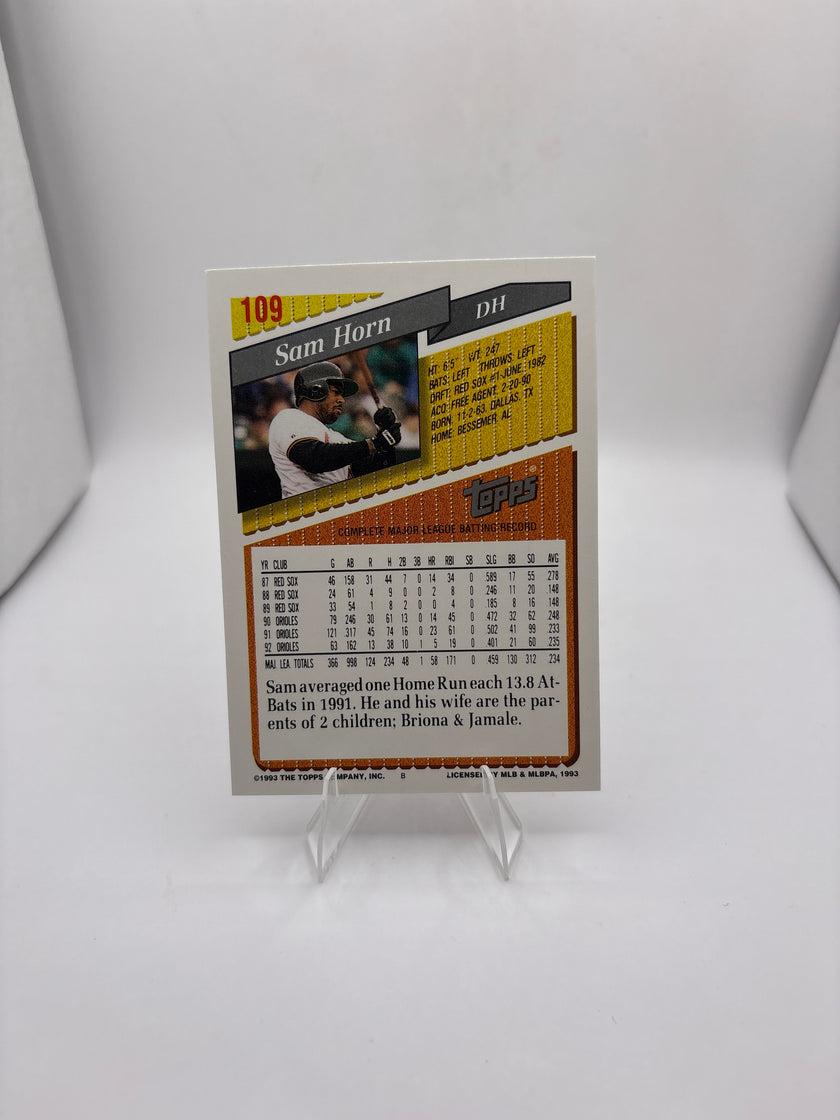 109
Sam Horn
DH
HT: 6'5" WT: 247
BATS: LEFT THROWS: LEFT
DRFT: RED SOX #1-JUNE, 1982
ACQ: FREE AGENT, 2-20-90
BORN: 11-2-63, DALLAS, TX
HOME: BESSEMER, AL
Topps®
COMPLETE MAJOR LEAGUE BATTING RECORD
YR CLUB G AB R H 2B 3B HR RBI SB SLG BB SO AVG
87 RED SOX 46 158 31 44 7 0 14 34 0 .589 17 55 .278
88 RED SOX 24 61 4 9 0 0 2 8 0 .246 11 20 .148
89 RED SOX 33 54 1 8 2 0 0 4 0 .185 8 16 .148
90 ORIOLES 79 246 30 61 13 0 14 45 0 .472 32 62 .248
91 ORIOLES 121 317 45 74 16 0 23 61 0 .502 41 99 .233
92 ORIOLES 63 162 13 38 10 1 5 19 0 .401 21 60 .235
MAJ. LEA. TOTALS 366 998 124 234 48 1 58 171 0 .459 130 312 .234
Sam averaged one Home Run each 13.8 At-
Bats in 1991. He and his wife are the par-
ents of 2 children; Briona & Jamale.
©1993 THE TOPPS COMPANY, INC. B LICENSED BY MLB & MLBPA, 1993